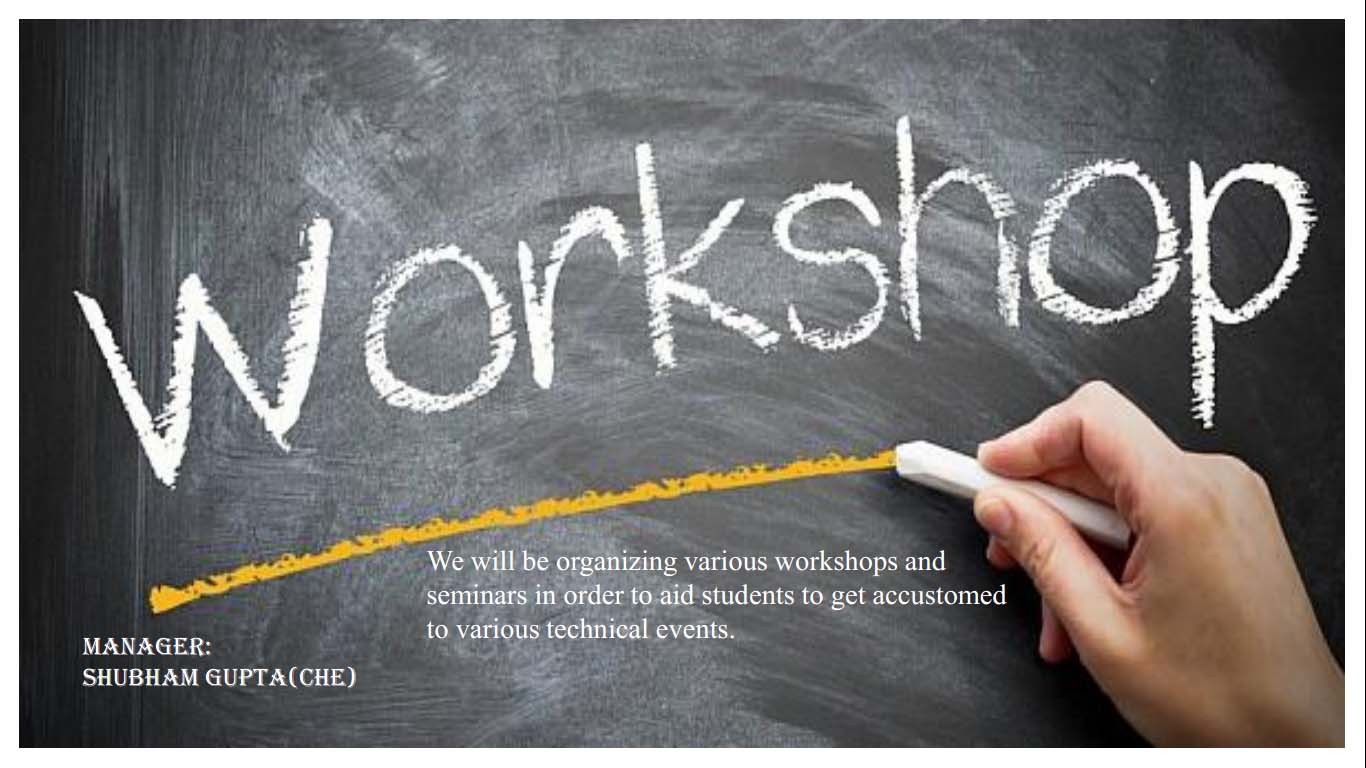 Workshop
We will be organizing various workshops and
seminars in order to aid students to get accustomed
to various technical events.
MANAGER:
SHUBHAM GUPTA(CHE)